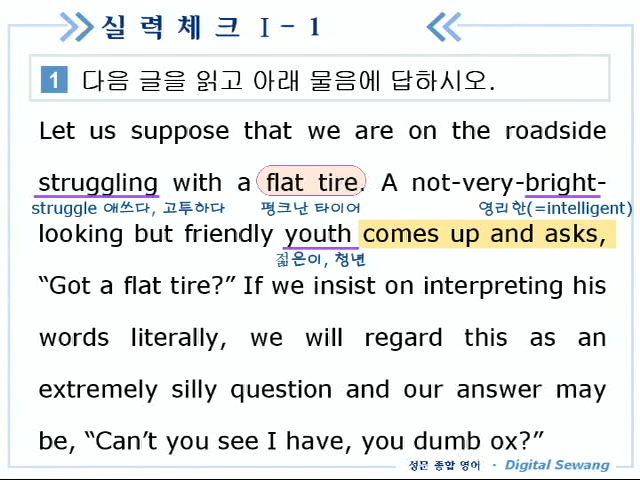 실력체크 I - 1
1 다음 글을 읽고 아래 물음에 답하시오.
Let us suppose that we are on the roadside
struggling with a flat tire. A not-very-bright-
struggle 애쓰다, 고투하다 펑크난 타이어 영리한(=intelligent)
looking but friendly youth comes up and asks,
젊은이, 청년
“Got a flat tire?” If we insist on interpreting his
words literally, we will regard this as an
extremely silly question and our answer may
be, “Can’t you see I have, you dumb ox?”
성문 종합 영어 · Digital Sewang